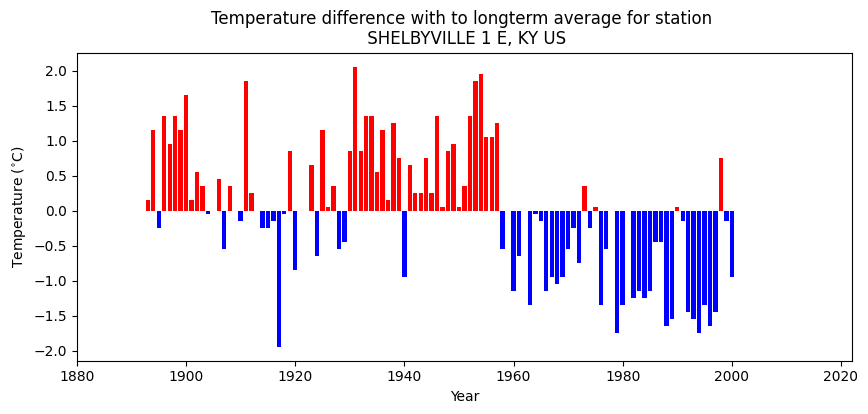 Temperature difference with to longterm average for station
SHELBYVILLE 1 E, KY US
2.0
1.5
1.0
0.5
0.0
−0.5
−1.0
−1.5
−2.0
Temperature (°C)
1880 1900 1920 1940 1960 1980 2000 2020
Year